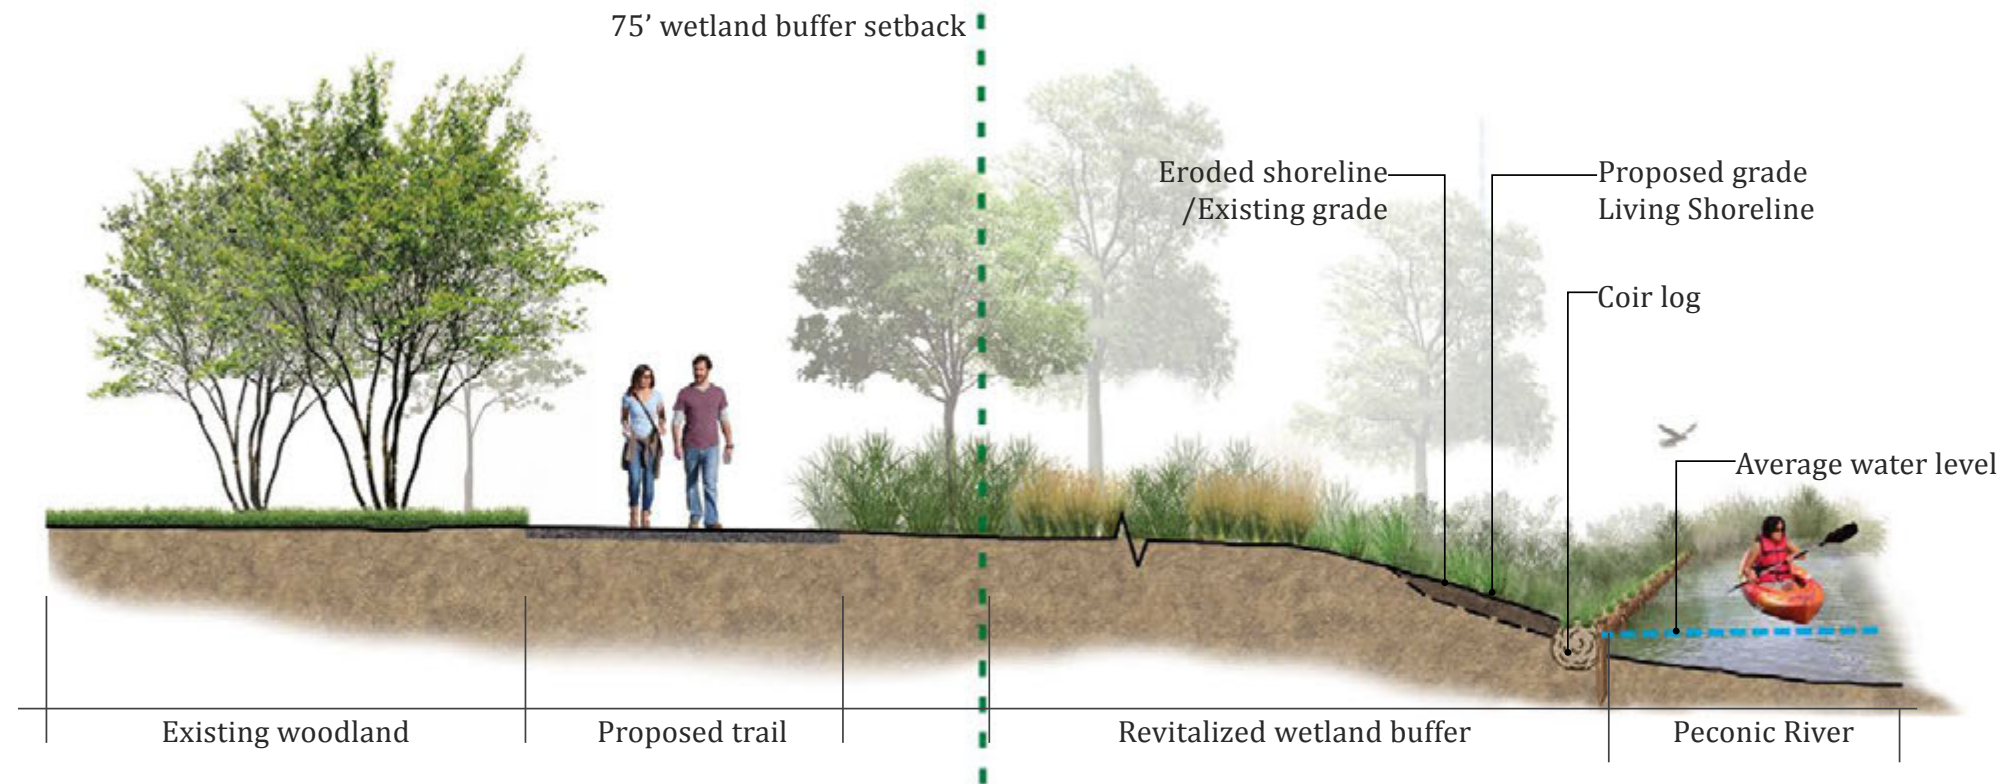 75’ wetland buffer setback
Eroded shoreline
/Existing grade
Proposed grade
Living Shoreline
Coir log
Average water level
Existing woodland
Proposed trail
Revitalized wetland buffer
Peconic River